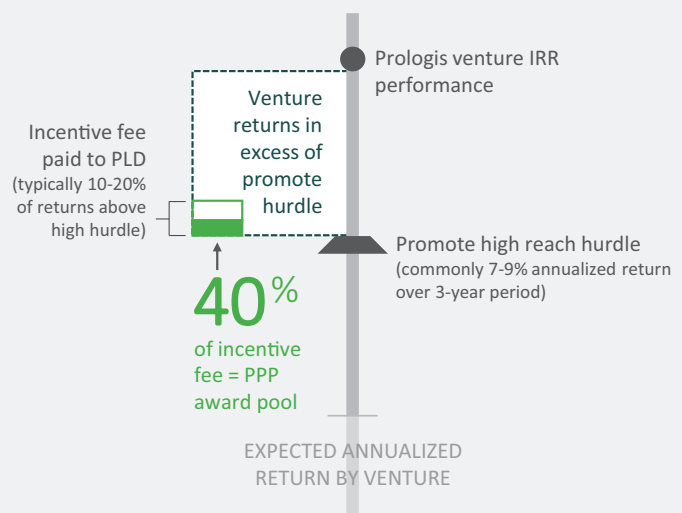 Prologis venture IRR
performance
Venture
returns in
excess of
promote
hurdle
Incentive fee
paid to PLD
(typically 10-20%
of returns above
high hurdle)
Promote high reach hurdle
(commonly 7-9% annualized return
over 3-year period)
40%
of incentive
fee = PPP
award pool
EXPECTED ANNUALIZED
RETURN BY VENTURE